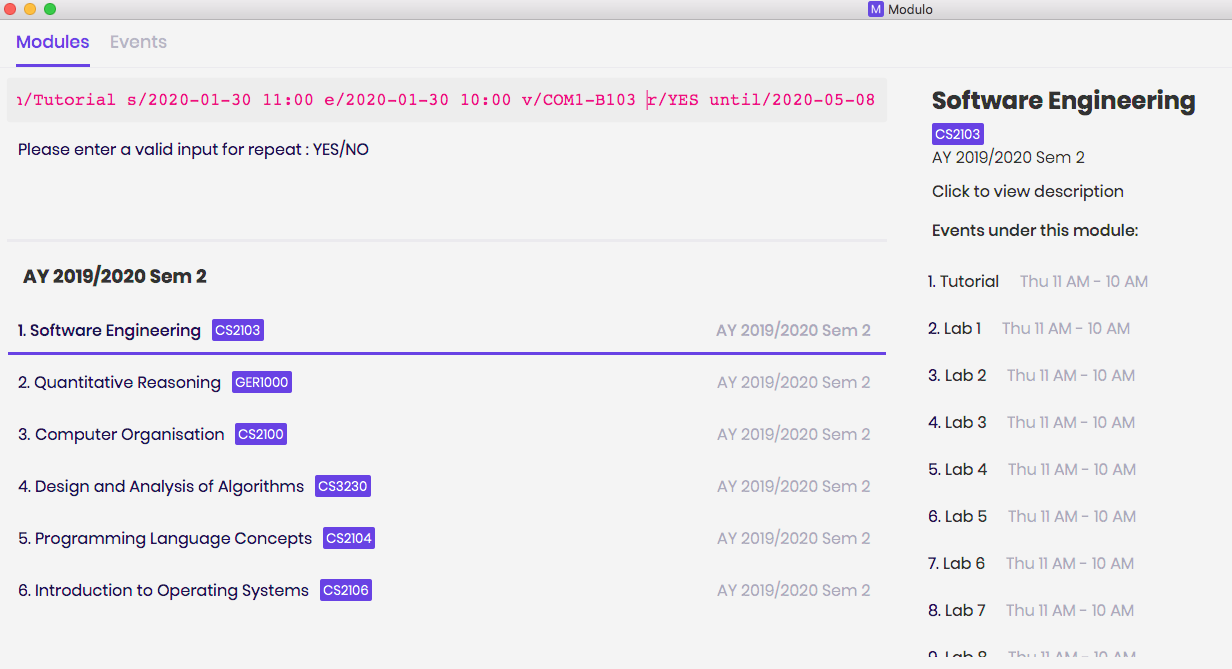 M Modulo
Modules Events
n/Tutorial s/2020-01-30 11:00 e/2020-01-30 10:00 v/COM1-B103 r/YES until/2020-05-08
Please enter a valid input for repeat : YES/NO
AY 2019/2020 Sem 2
1. Software Engineering CS2103 AY 2019/2020 Sem 2
2. Quantitative Reasoning GER1000 AY 2019/2020 Sem 2
3. Computer Organisation CS2100 AY 2019/2020 Sem 2
4. Design and Analysis of Algorithms CS3230 AY 2019/2020 Sem 2
5. Programming Language Concepts CS2104 AY 2019/2020 Sem 2
6. Introduction to Operating Systems CS2106 AY 2019/2020 Sem 2
Software Engineering
CS2103
AY 2019/2020 Sem 2
Click to view description
Events under this module:
1. Tutorial Thu 11 AM - 10 AM
2. Lab 1 Thu 11 AM - 10 AM
3. Lab 2 Thu 11 AM - 10 AM
4. Lab 3 Thu 11 AM - 10 AM
5. Lab 4 Thu 11 AM - 10 AM
6. Lab 5 Thu 11 AM - 10 AM
7. Lab 6 Thu 11 AM - 10 AM
8. Lab 7 Thu 11 AM - 10 AM
9. Lab 8 Thu 11 AM - 10 AM